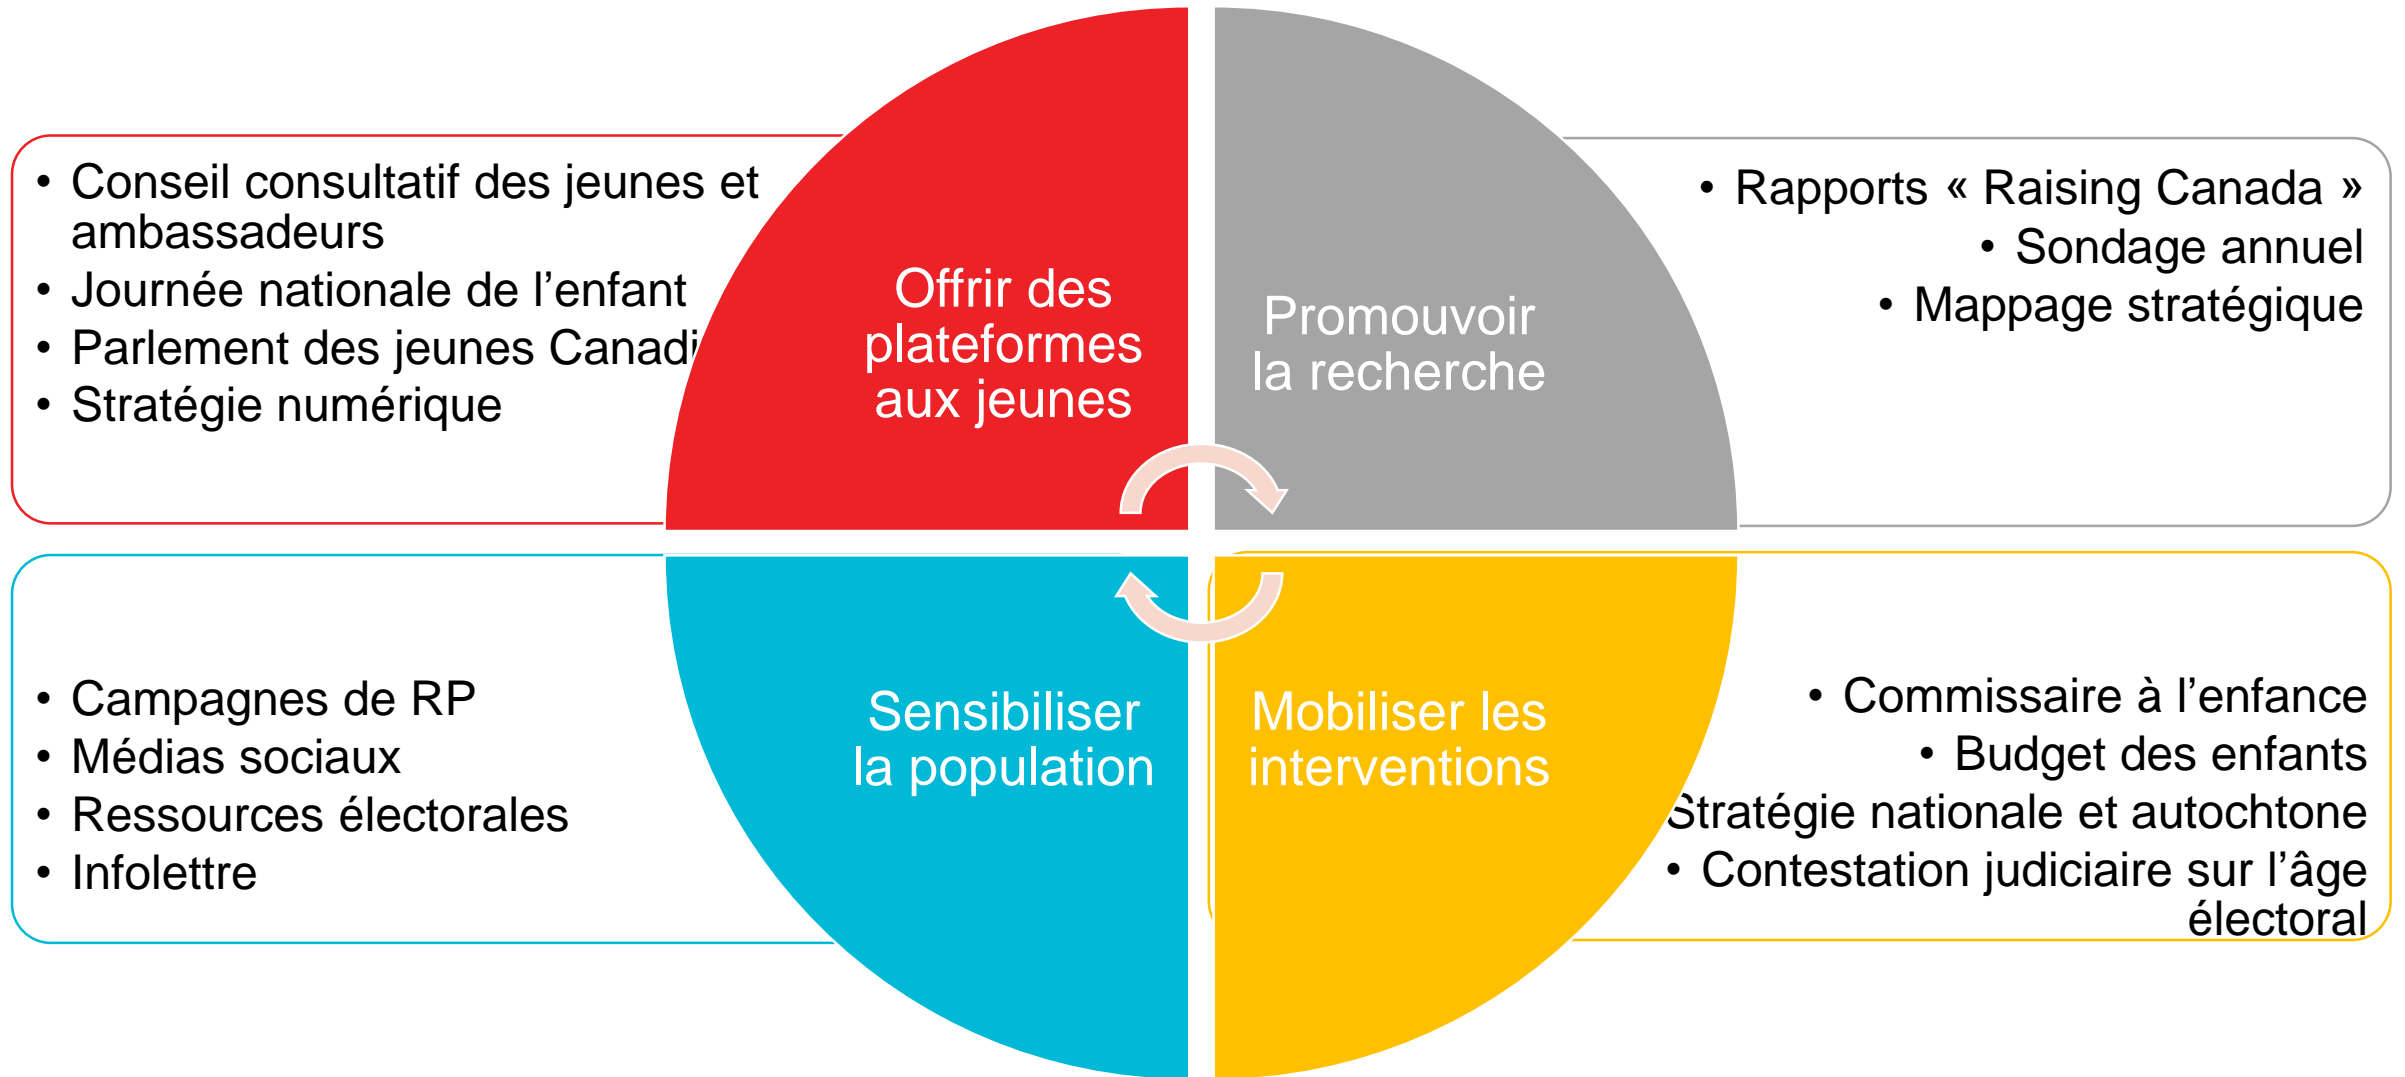 • Conseil consultatif des jeunes et
ambassadeurs
• Journée nationale de l’enfant
• Parlement des jeunes Canadi
• Stratégie numérique
Offrir des
plateformes
aux jeunes
Promouvoir
la recherche
• Rapports « Raising Canada »
• Sondage annuel
• Mappage stratégique
• Campagnes de RP
• Médias sociaux
• Ressources électorales
• Infolettre
Sensibiliser
la population
Mobiliser les
interventions
• Commissaire à l’enfance
• Budget des enfants
Stratégie nationale et autochtone
• Contestation judiciaire sur l’âge
électoral